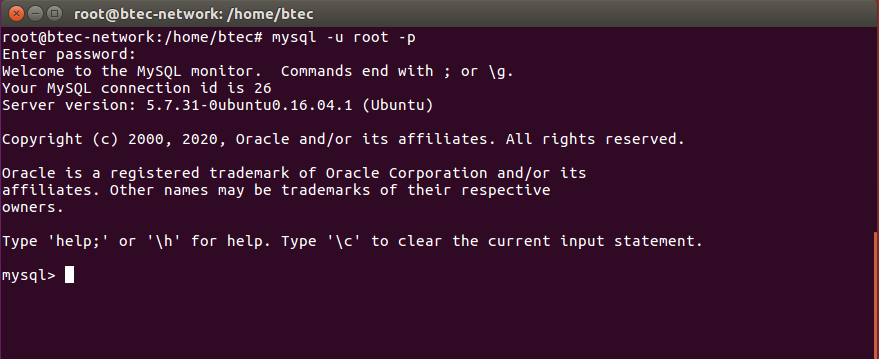 root@btec-network: /home/btec
root@btec-network:/home/btec# mysql -u root -p
Enter password:
Welcome to the MySQL monitor.  Commands end with ; or \g.
Your MySQL connection id is 26
Server version: 5.7.31-0ubuntu0.16.04.1 (Ubuntu)
Copyright (c) 2000, 2020, Oracle and/or its affiliates. All rights reserved.
Oracle is a registered trademark of Oracle Corporation and/or its
affiliates. Other names may be trademarks of their respective
owners.
Type 'help;' or '\h' for help. Type '\c' to clear the current input statement.
mysql>